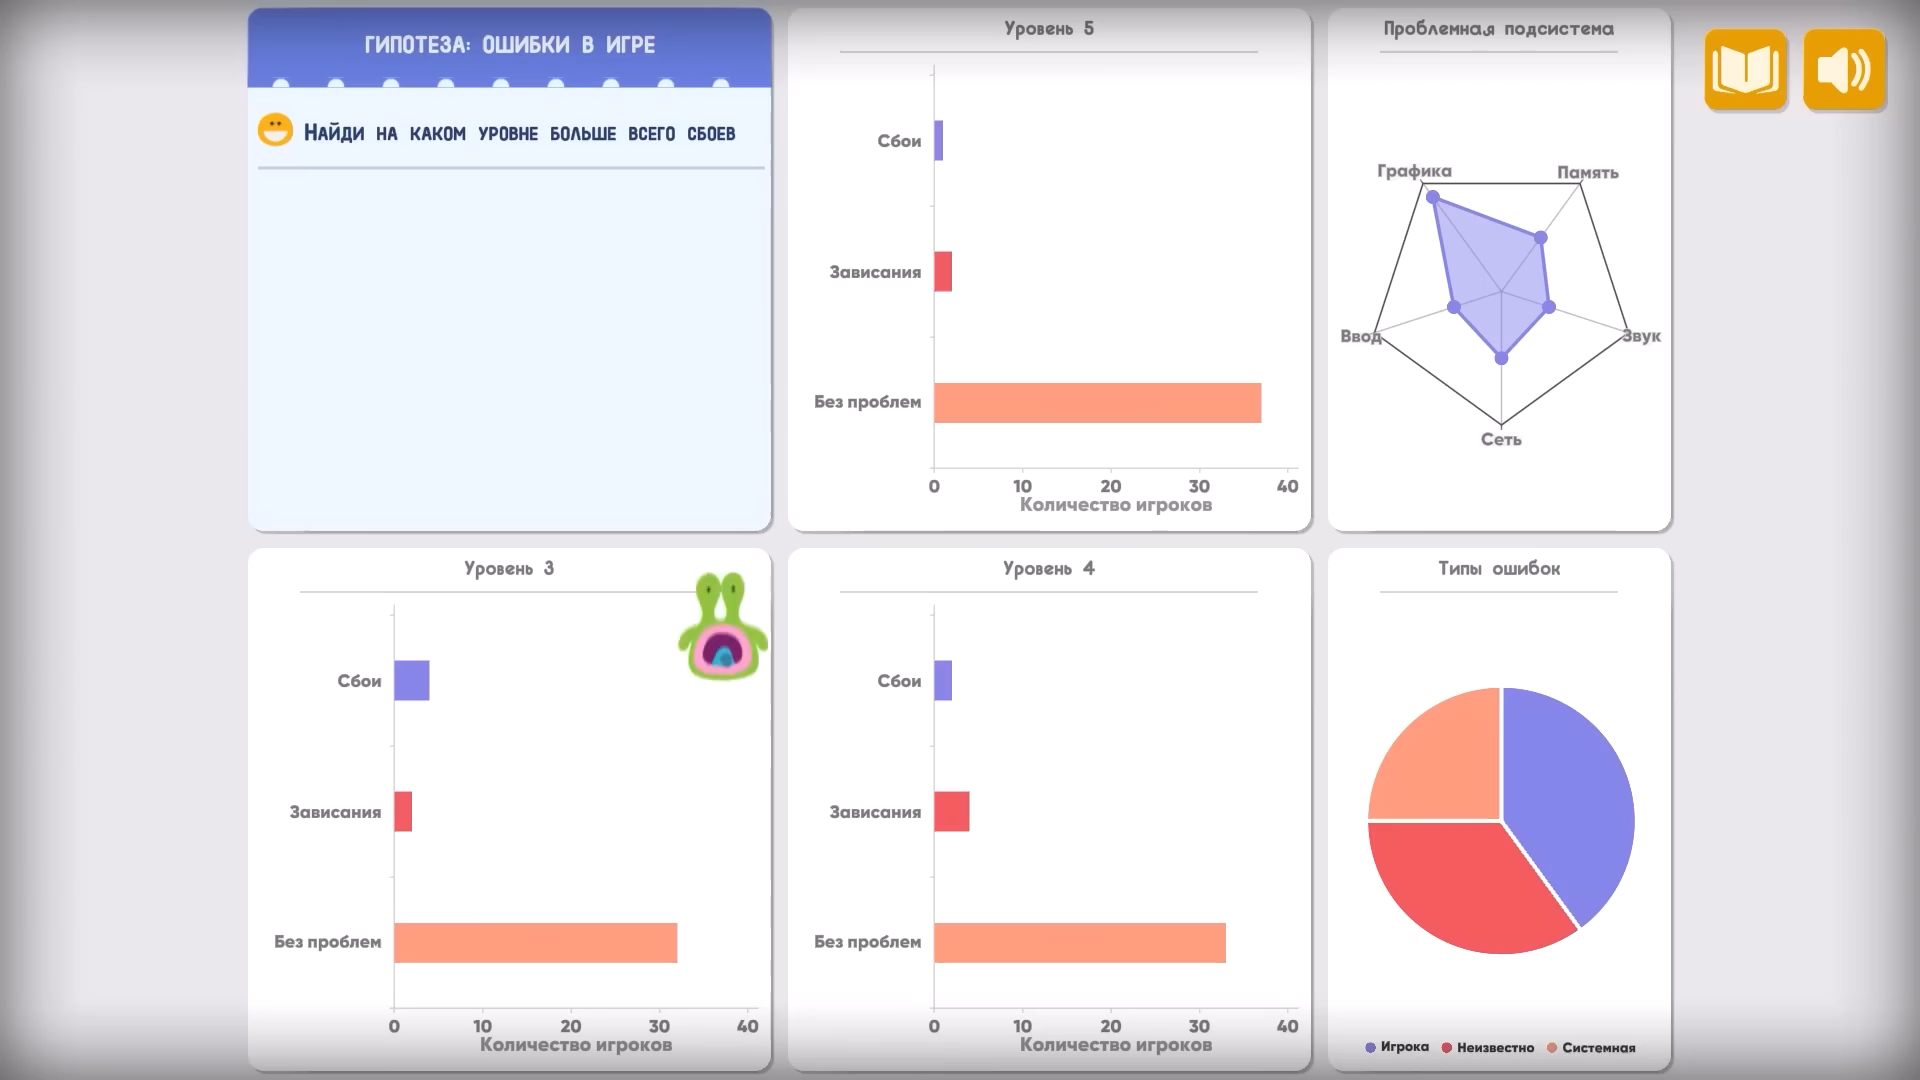 ГИПОТЕЗА: ОШИБКИ В ИГРЕ
Найди на каком уровне больше всего сбоев
Уровень 5
Сбои
Зависания
Без проблем
0 10 20 30 40
Количество игроков
Проблемная подсистема
Графика
Память
Ввод
Звук
Сеть
Уровень 3
Сбои
Зависания
Без проблем
0 10 20 30 40
Количество игроков
Уровень 4
Сбои
Зависания
Без проблем
0 10 20 30 40
Количество игроков
Типы ошибок
Игрока Неизвестно Системная